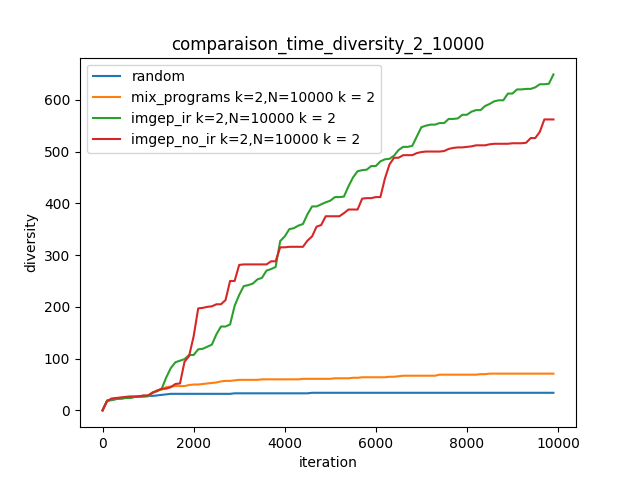 comparaison_time_diversity_2_10000
random
mix_programs k=2,N=10000 k = 2
imgep_ir k=2,N=10000 k = 2
imgep_no_ir k=2,N=10000 k = 2
600
500
400
300
200
100
0
diversity
0 2000 4000 6000 8000 10000
iteration